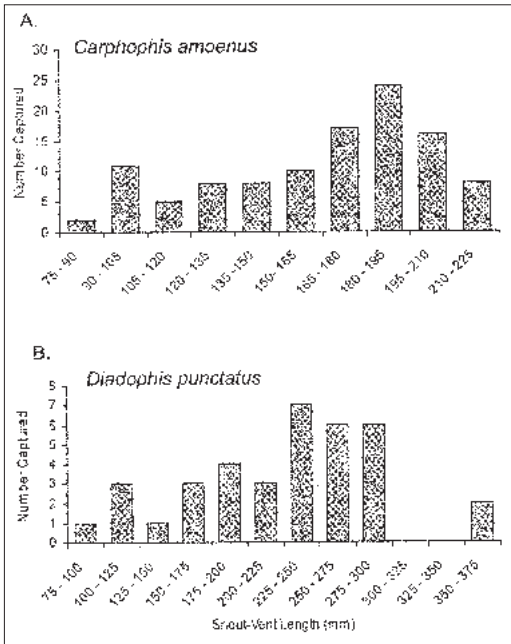 A.
Carphophis amoenus
30
25
20
15
10
5
0
Number Captured
75 - 90
90 - 105
105 - 120
120 - 135
135 - 150
150 - 165
165 - 180
180 - 195
195 - 210
210 - 225
B.
Diadophis punctatus
8
7
6
5
4
3
2
1
0
Number Captured
75 - 100
100 - 125
125 - 150
150 - 175
175 - 200
200 - 225
225 - 250
250 - 275
275 - 300
300 - 325
325 - 350
350 - 375
Snout-Vent Length (mm)